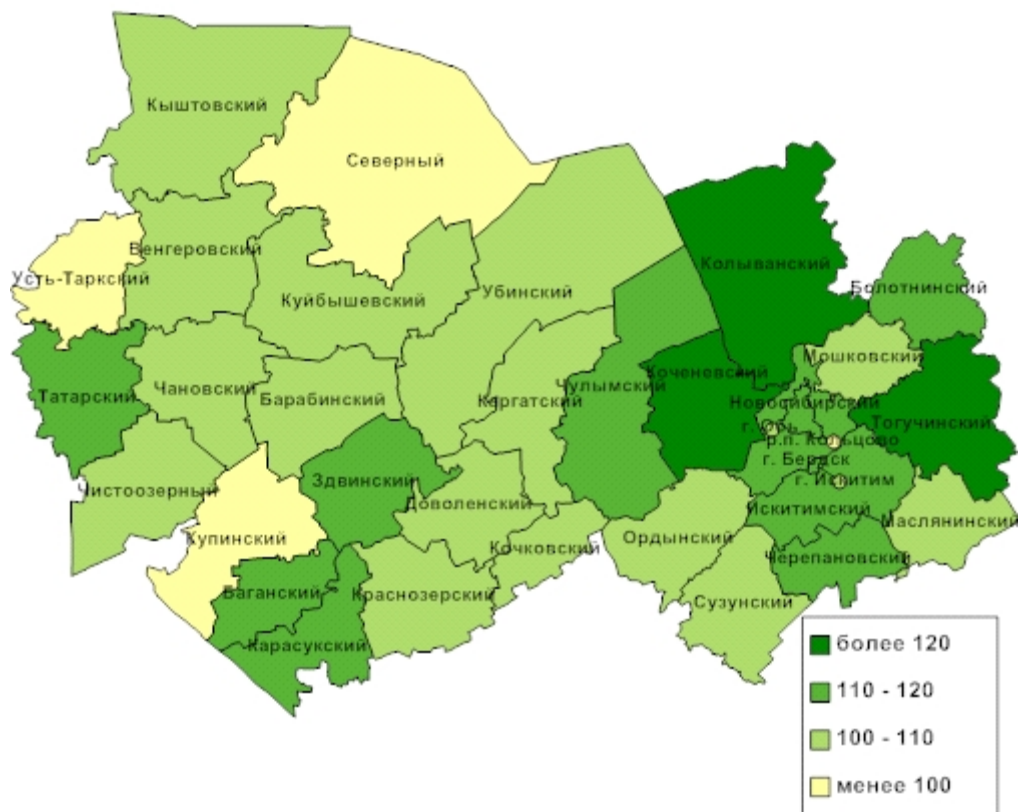 Кыштовский
Северный
Венгеровский
Усть-Таркский
Колыванский
Болотнинский
Куйбышевский
Убинский
Мошковский
Татарский
Чановский
Барабинский
Каргатский
Чулымский
Коченевский
Новосибирский
г. Обь
Тогучинский
р.п. Кольцово
г. Бердск
г. Искитим
Чистоозерный
Здвинский
Доволенский
Искитимский
Маслянинский
Купинский
Кочковский
Ордынский
Черепановский
Баганский
Краснозерский
Сузунский
Карасукский
более 120
110 - 120
100 - 110
менее 100